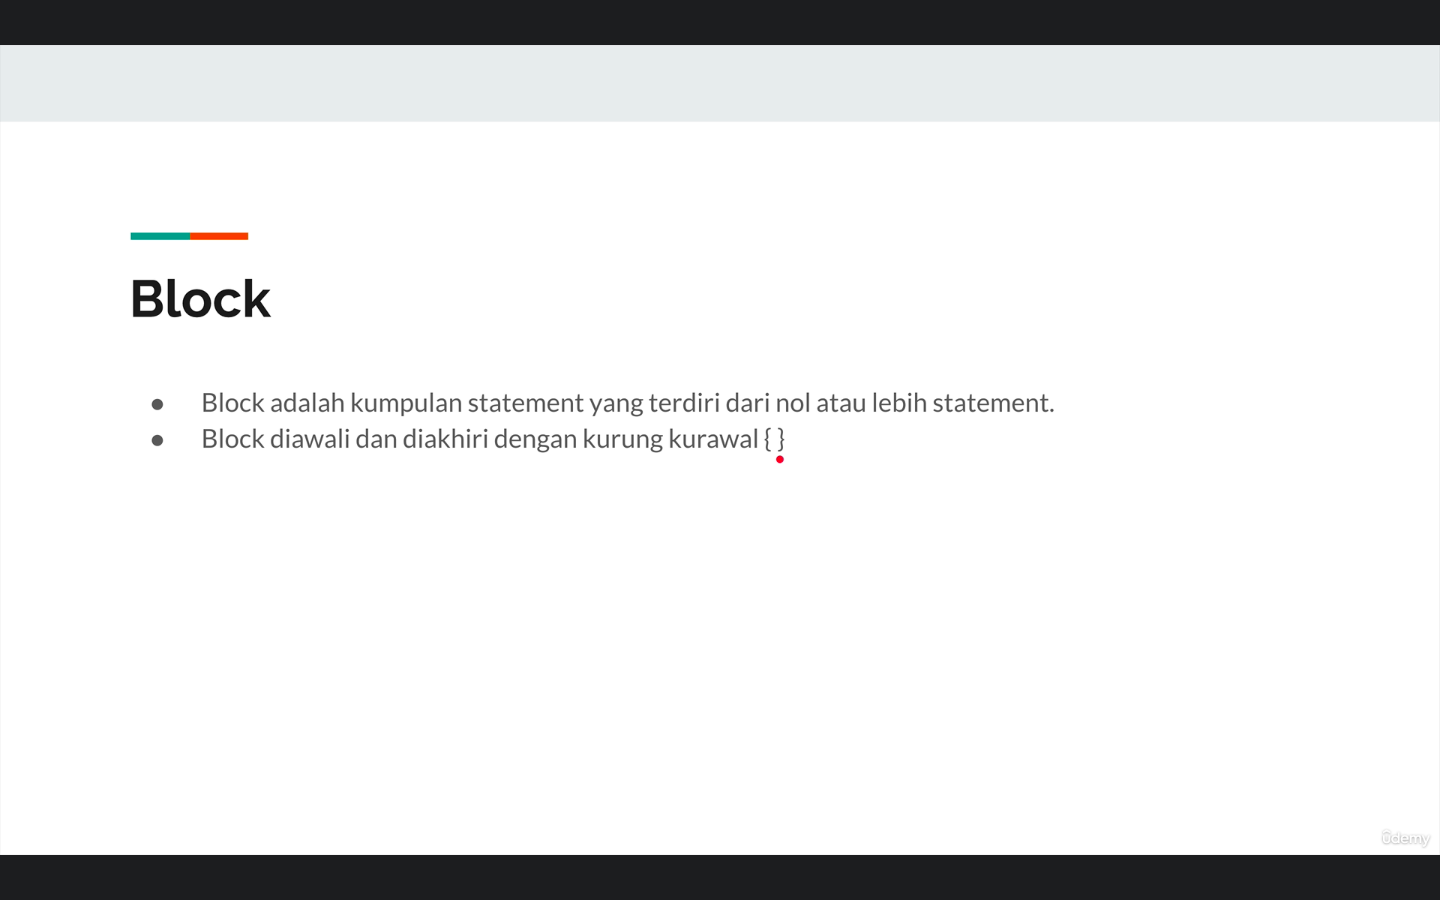 Block
● Block adalah kumpulan statement yang terdiri dari nol atau lebih statement.
● Block diawali dan diakhiri dengan kurung kurawal { }
ûdemy